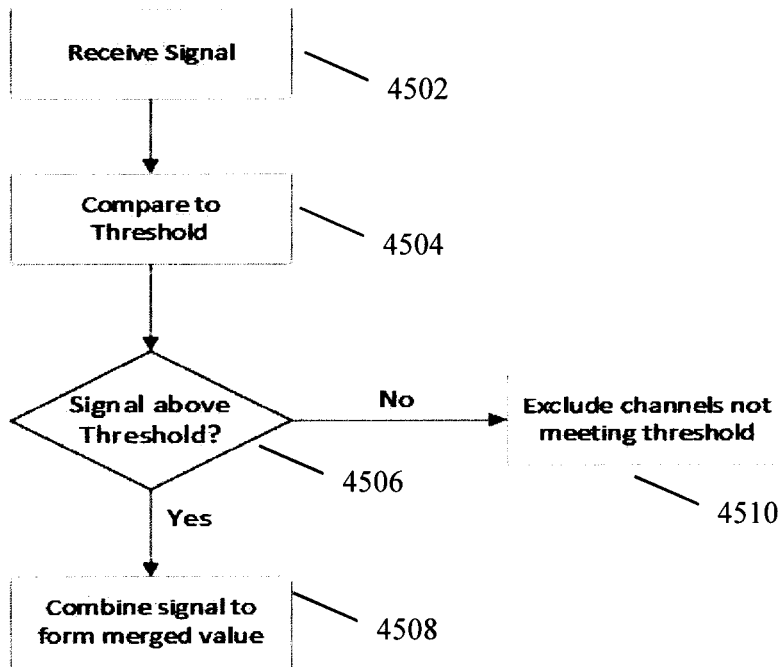 Receive Signal
4502
Compare to
Threshold
4504
Signal above
Threshold?
4506
No
Exclude channels not
meeting threshold
4510
Yes
Combine signal to
form merged value
4508